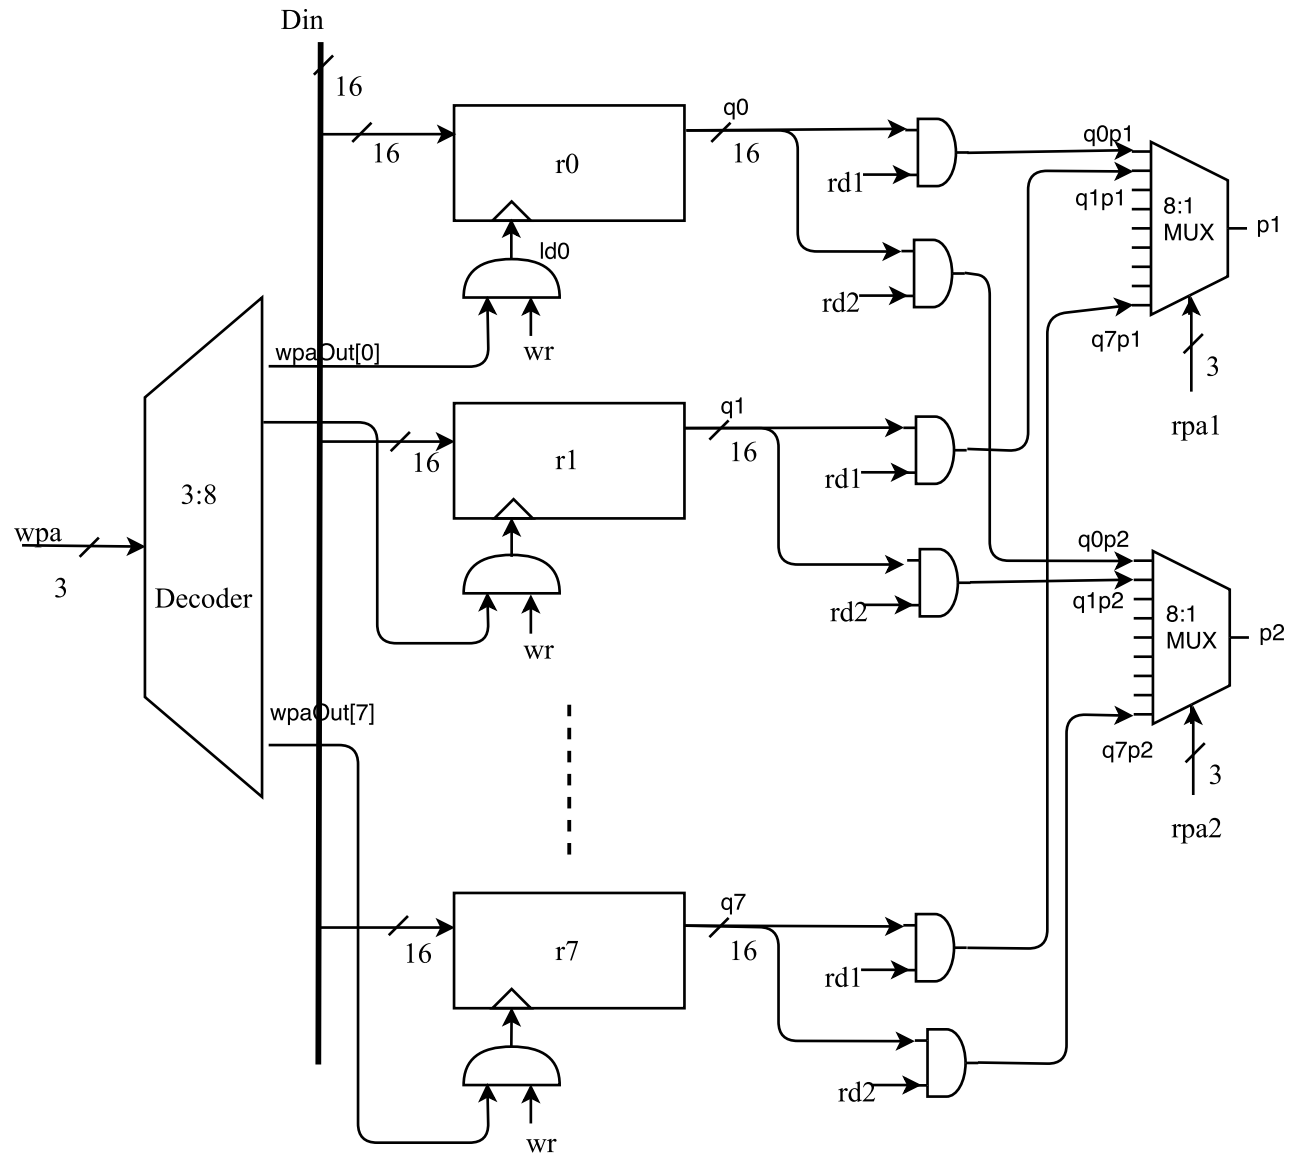 Din
16
16
r0
q0
16
rd1
q0p1
q1p1
8:1
MUX
p1
ld0
rd2
wpaOut[0]
wr
q7p1
3
rpa1
16
r1
q1
16
rd1
3:8
Decoder
wpa
3
q0p2
q1p2
rd2
8:1
MUX
p2
wr
wpaOut[7]
q7p2
3
rpa2
16
r7
q7
16
rd1
rd2
wr